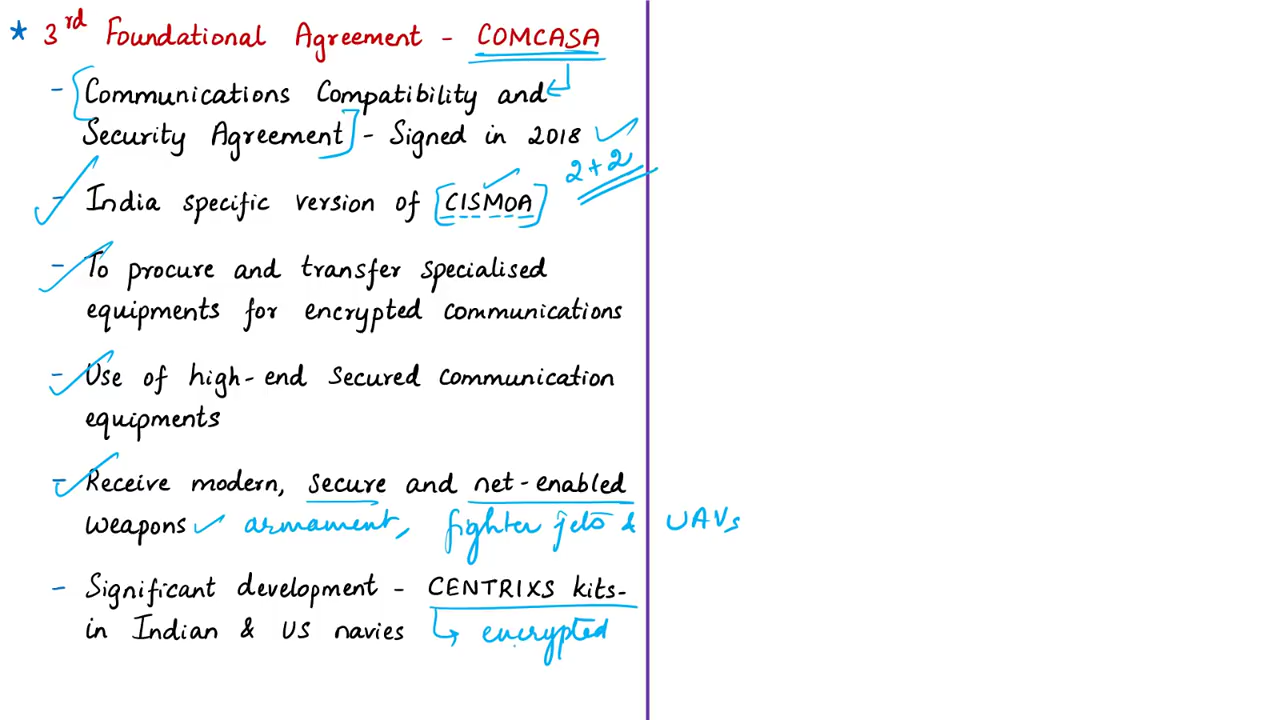 * 3rd Foundational Agreement - COMCASA
- Communications Compatibility and
Security Agreement - Signed in 2018
2+2
- India specific version of CISMOA
- To procure and transfer specialised
equipments for encrypted communications
- Use of high-end secured communication
equipments
- Receive modern, secure and net-enabled
weapons armament, fighter jets & UAVs
- Significant development - CENTRIXS kits-
in Indian & US navies encrypted